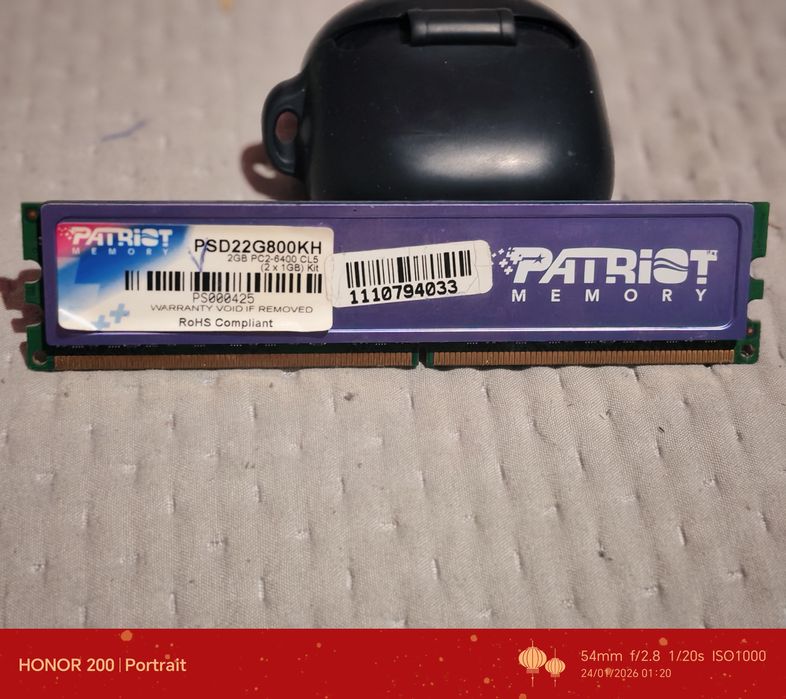 PATRIOT
MEMORY
PSD22G800KH
2GB PC2-6400 CL5
(2 x 1GB) Kit
PS000425
WARRANTY VOID IF REMOVED
RoHS Compliant
1110794033
PATRIOT
MEMORY
HONOR 200 | Portrait
54mm f/2.8 1/20s ISO1000
24/01/2026 01:20